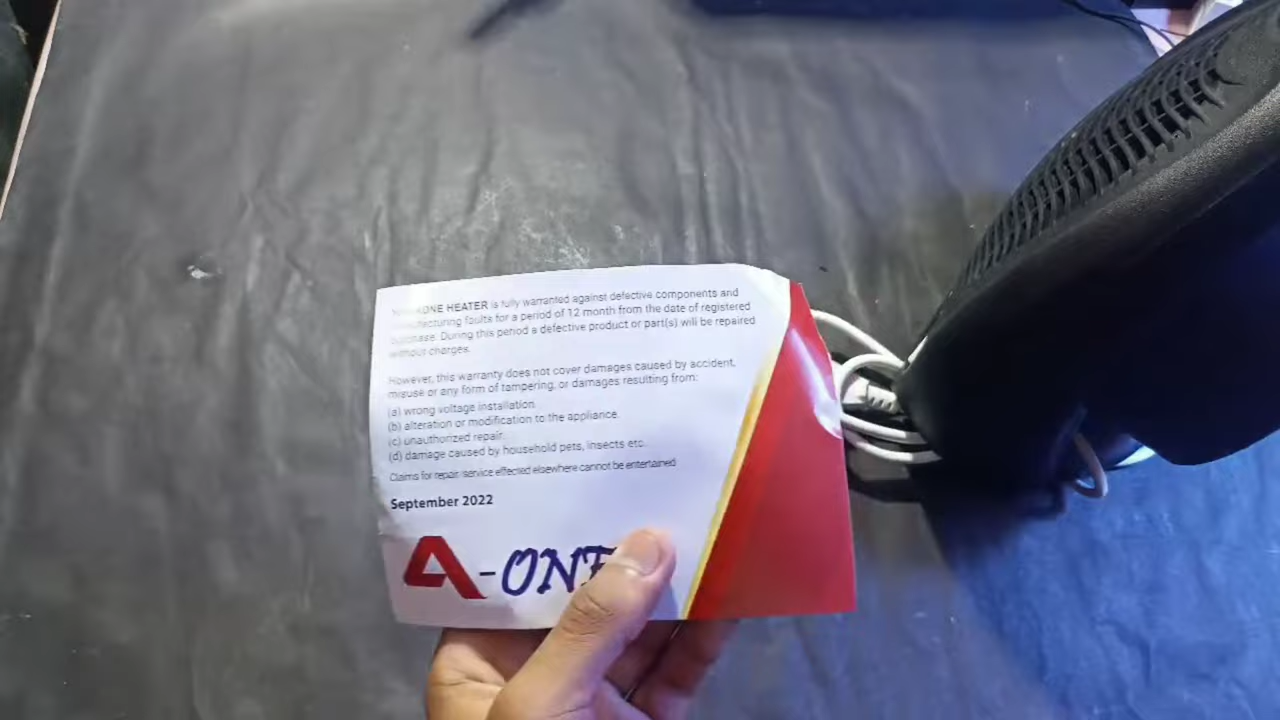 HEATER is fully warranted against defective components and
manufacturing faults for a period of 12 month from the date of registered
purchase. During this period a defective product or part(s) will be repaired
without charges.
However, this warranty does not cover damages caused by accident,
misuse or any form of tampering, or damages resulting from:
(a) wrong voltage installation.
(b) alteration or modification to the appliance.
(c) unauthorized repair.
(d) damage caused by household pets, insects etc.
Claims for repair/service effected elsewhere cannot be entertained
September 2022
A-ONE